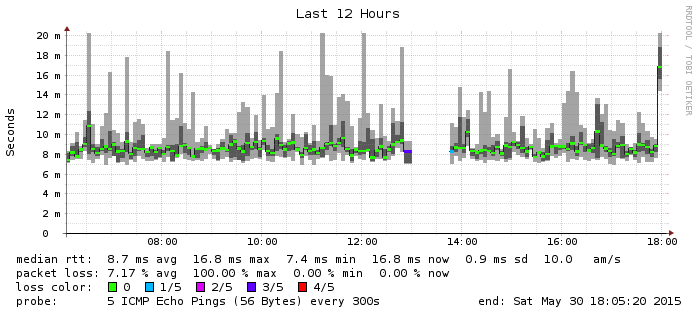 Last 12 Hours
RRDTOOL / TOBI OETIKER
Seconds
20 m
18 m
16 m
14 m
12 m
10 m
8 m
6 m
4 m
2 m
0
08:00 10:00 12:00 14:00 16:00 18:00
median rtt: 8.7 ms avg 16.8 ms max 7.4 ms min 16.8 ms now 0.9 ms sd 10.0 am/s
packet loss: 7.17 % avg 100.00 % max 0.00 % min 0.00 % now
loss color: 0 1/5 2/5 3/5 4/5
probe: 5 ICMP Echo Pings (56 Bytes) every 300s end: Sat May 30 18:05:20 2015